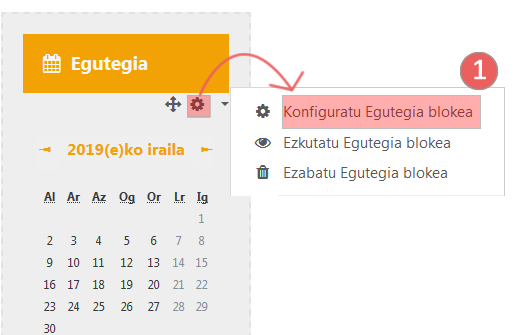 Egutegia
1
Konfiguratu Egutegia blokea
Ezkutatu Egutegia blokea
Ezabatu Egutegia blokea
2019(e)ko iraila
Al Ar Az Og Or Lr Ig
1
2 3 4 5 6 7 8
9 10 11 12 13 14 15
16 17 18 19 20 21 22
23 24 25 26 27 28 29
30